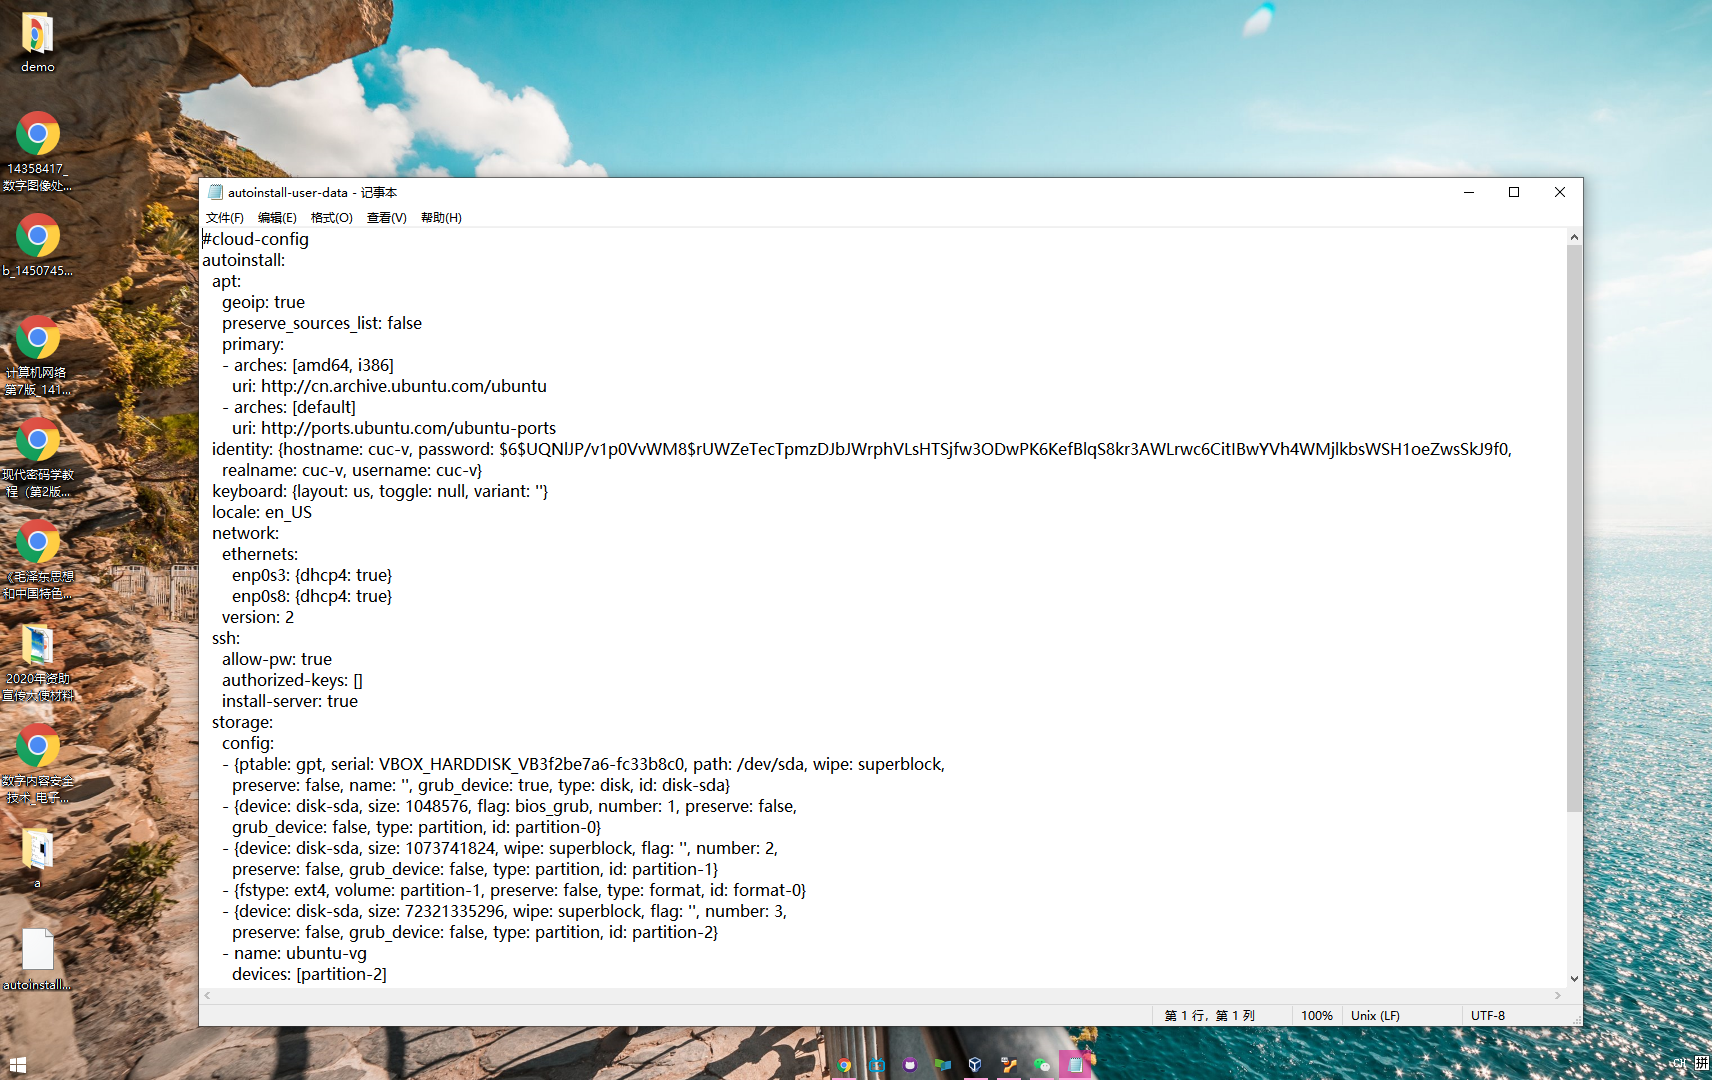 demo
14358417_
数字图像处...
b_1450745...
计算机网络
第7版_141...
现代密码学教
程（第2版...
《毛泽东思想
和中国特色...
2020年资助
宣传大使材料
数字内容安全
技术_电子...
a
autoinstall...
autoinstall-user-data - 记事本
文件(F) 编辑(E) 格式(O) 查看(V) 帮助(H)
#cloud-config
autoinstall:
  apt:
    geoip: true
    preserve_sources_list: false
    primary:
    - arches: [amd64, i386]
      uri: http://cn.archive.ubuntu.com/ubuntu
    - arches: [default]
      uri: http://ports.ubuntu.com/ubuntu-ports
  identity: {hostname: cuc-v, password: $6$UQNlJP/v1p0VvWM8$rUWZeTecTpmzDJbJWrphVLsHTSjfw3ODwPK6KefBlqS8kr3AWLrwc6CitIBwYVh4WMjlkbsWSH1oeZwsSkJ9f0,
    realname: cuc-v, username: cuc-v}
  keyboard: {layout: us, toggle: null, variant: ''}
  locale: en_US
  network:
    ethernets:
      enp0s3: {dhcp4: true}
      enp0s8: {dhcp4: true}
    version: 2
  ssh:
    allow-pw: true
    authorized-keys: []
    install-server: true
  storage:
    config:
    - {ptable: gpt, serial: VBOX_HARDDISK_VB3f2be7a6-fc33b8c0, path: /dev/sda, wipe: superblock,
      preserve: false, name: '', grub_device: true, type: disk, id: disk-sda}
    - {device: disk-sda, size: 1048576, flag: bios_grub, number: 1, preserve: false,
      grub_device: false, type: partition, id: partition-0}
    - {device: disk-sda, size: 1073741824, wipe: superblock, flag: '', number: 2,
      preserve: false, grub_device: false, type: partition, id: partition-1}
    - {fstype: ext4, volume: partition-1, preserve: false, type: format, id: format-0}
    - {device: disk-sda, size: 72321335296, wipe: superblock, flag: '', number: 3,
      preserve: false, grub_device: false, type: partition, id: partition-2}
    - name: ubuntu-vg
      devices: [partition-2]
第 1 行，第 1 列 100% Unix (LF) UTF-8
CH 拼